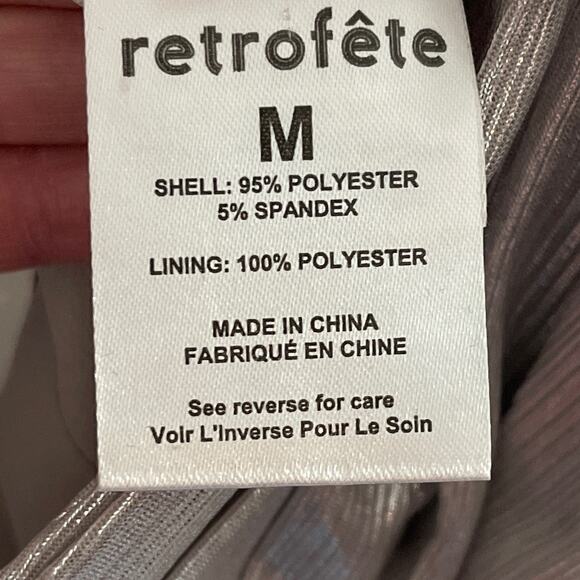 retrofête
M
SHELL: 95% POLYESTER
5% SPANDEX
LINING: 100% POLYESTER
MADE IN CHINA
FABRIQUÉ EN CHINE
See reverse for care
Voir L'Inverse Pour Le Soin